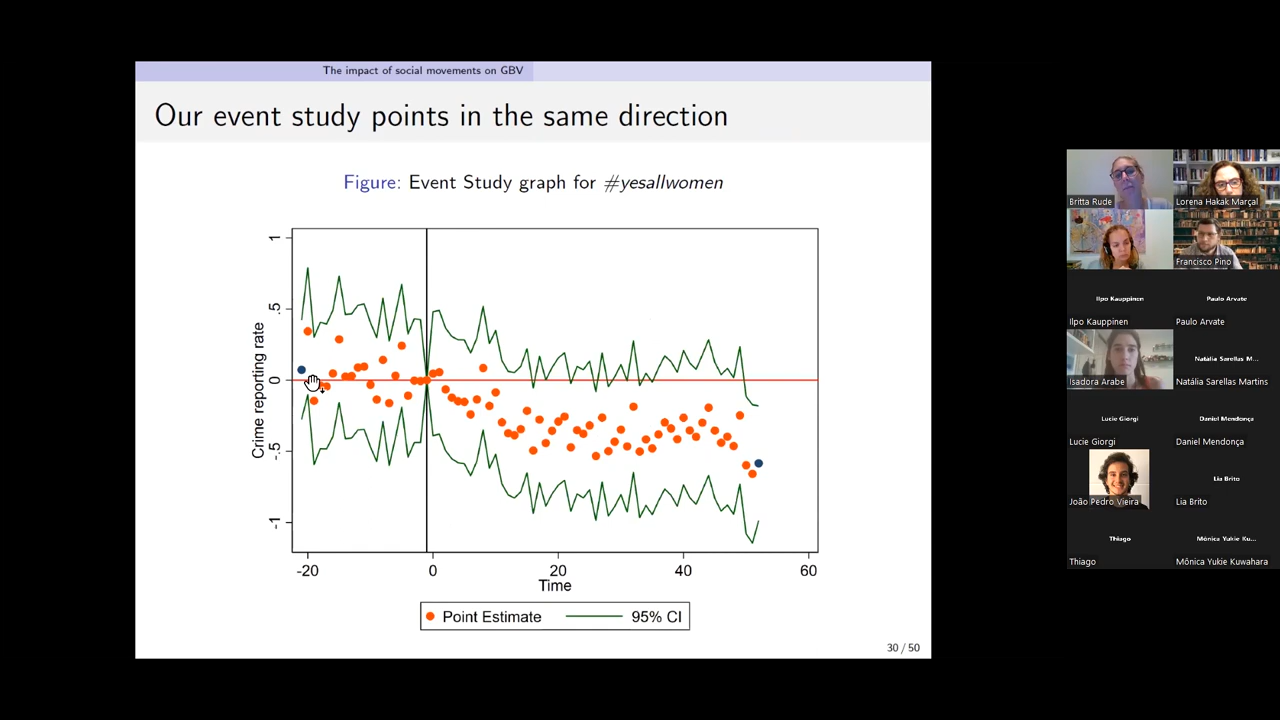 The impact of social movements on GBV
Our event study points in the same direction
Figure: Event Study graph for #yesallwomen
1
.5
0
-.5
-1
Crime reporting rate
-20
0
20
40
60
Time
Point Estimate
95% CI
30 / 50
Britta Rude
Lorena Hakak Marçal
Francisco Pino
Ilpo Kauppinen
Paulo Arvate
Ilpo Kauppinen
Paulo Arvate
Natália Sarellas M...
Isadora Arabe
Natália Sarellas Martins
Lucie Giorgi
Daniel Mendonça
Lucie Giorgi
Daniel Mendonça
Lia Brito
João Pedro Vieira
Lia Brito
Thiago
Mônica Yukie Ku...
Thiago
Mônica Yukie Kuwahara